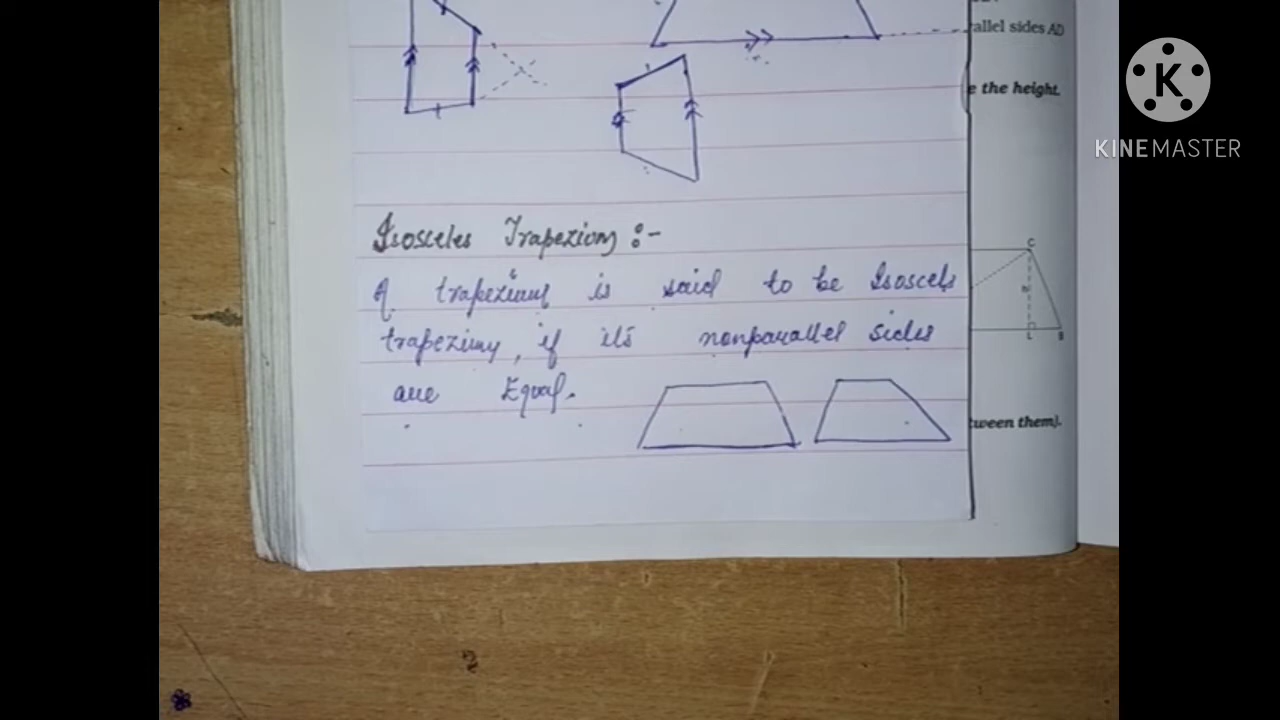 allel sides AD
e the height.
K
KINEMASTER
Isosceles Trapezium :-
A trapezium is said to be Isoscels
trapezium, if its nonparallel sides
are Equal.
C
h
L
B
tween them).